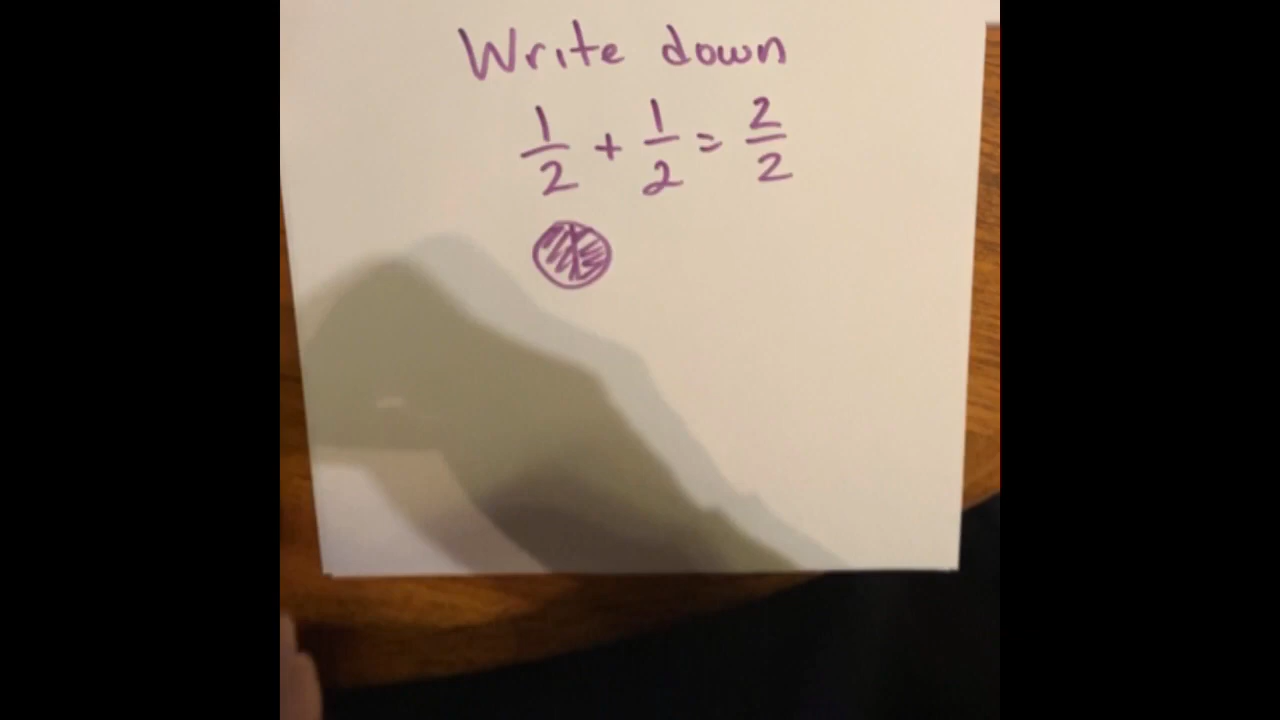 Write down
1/2 + 1/2 = 2/2